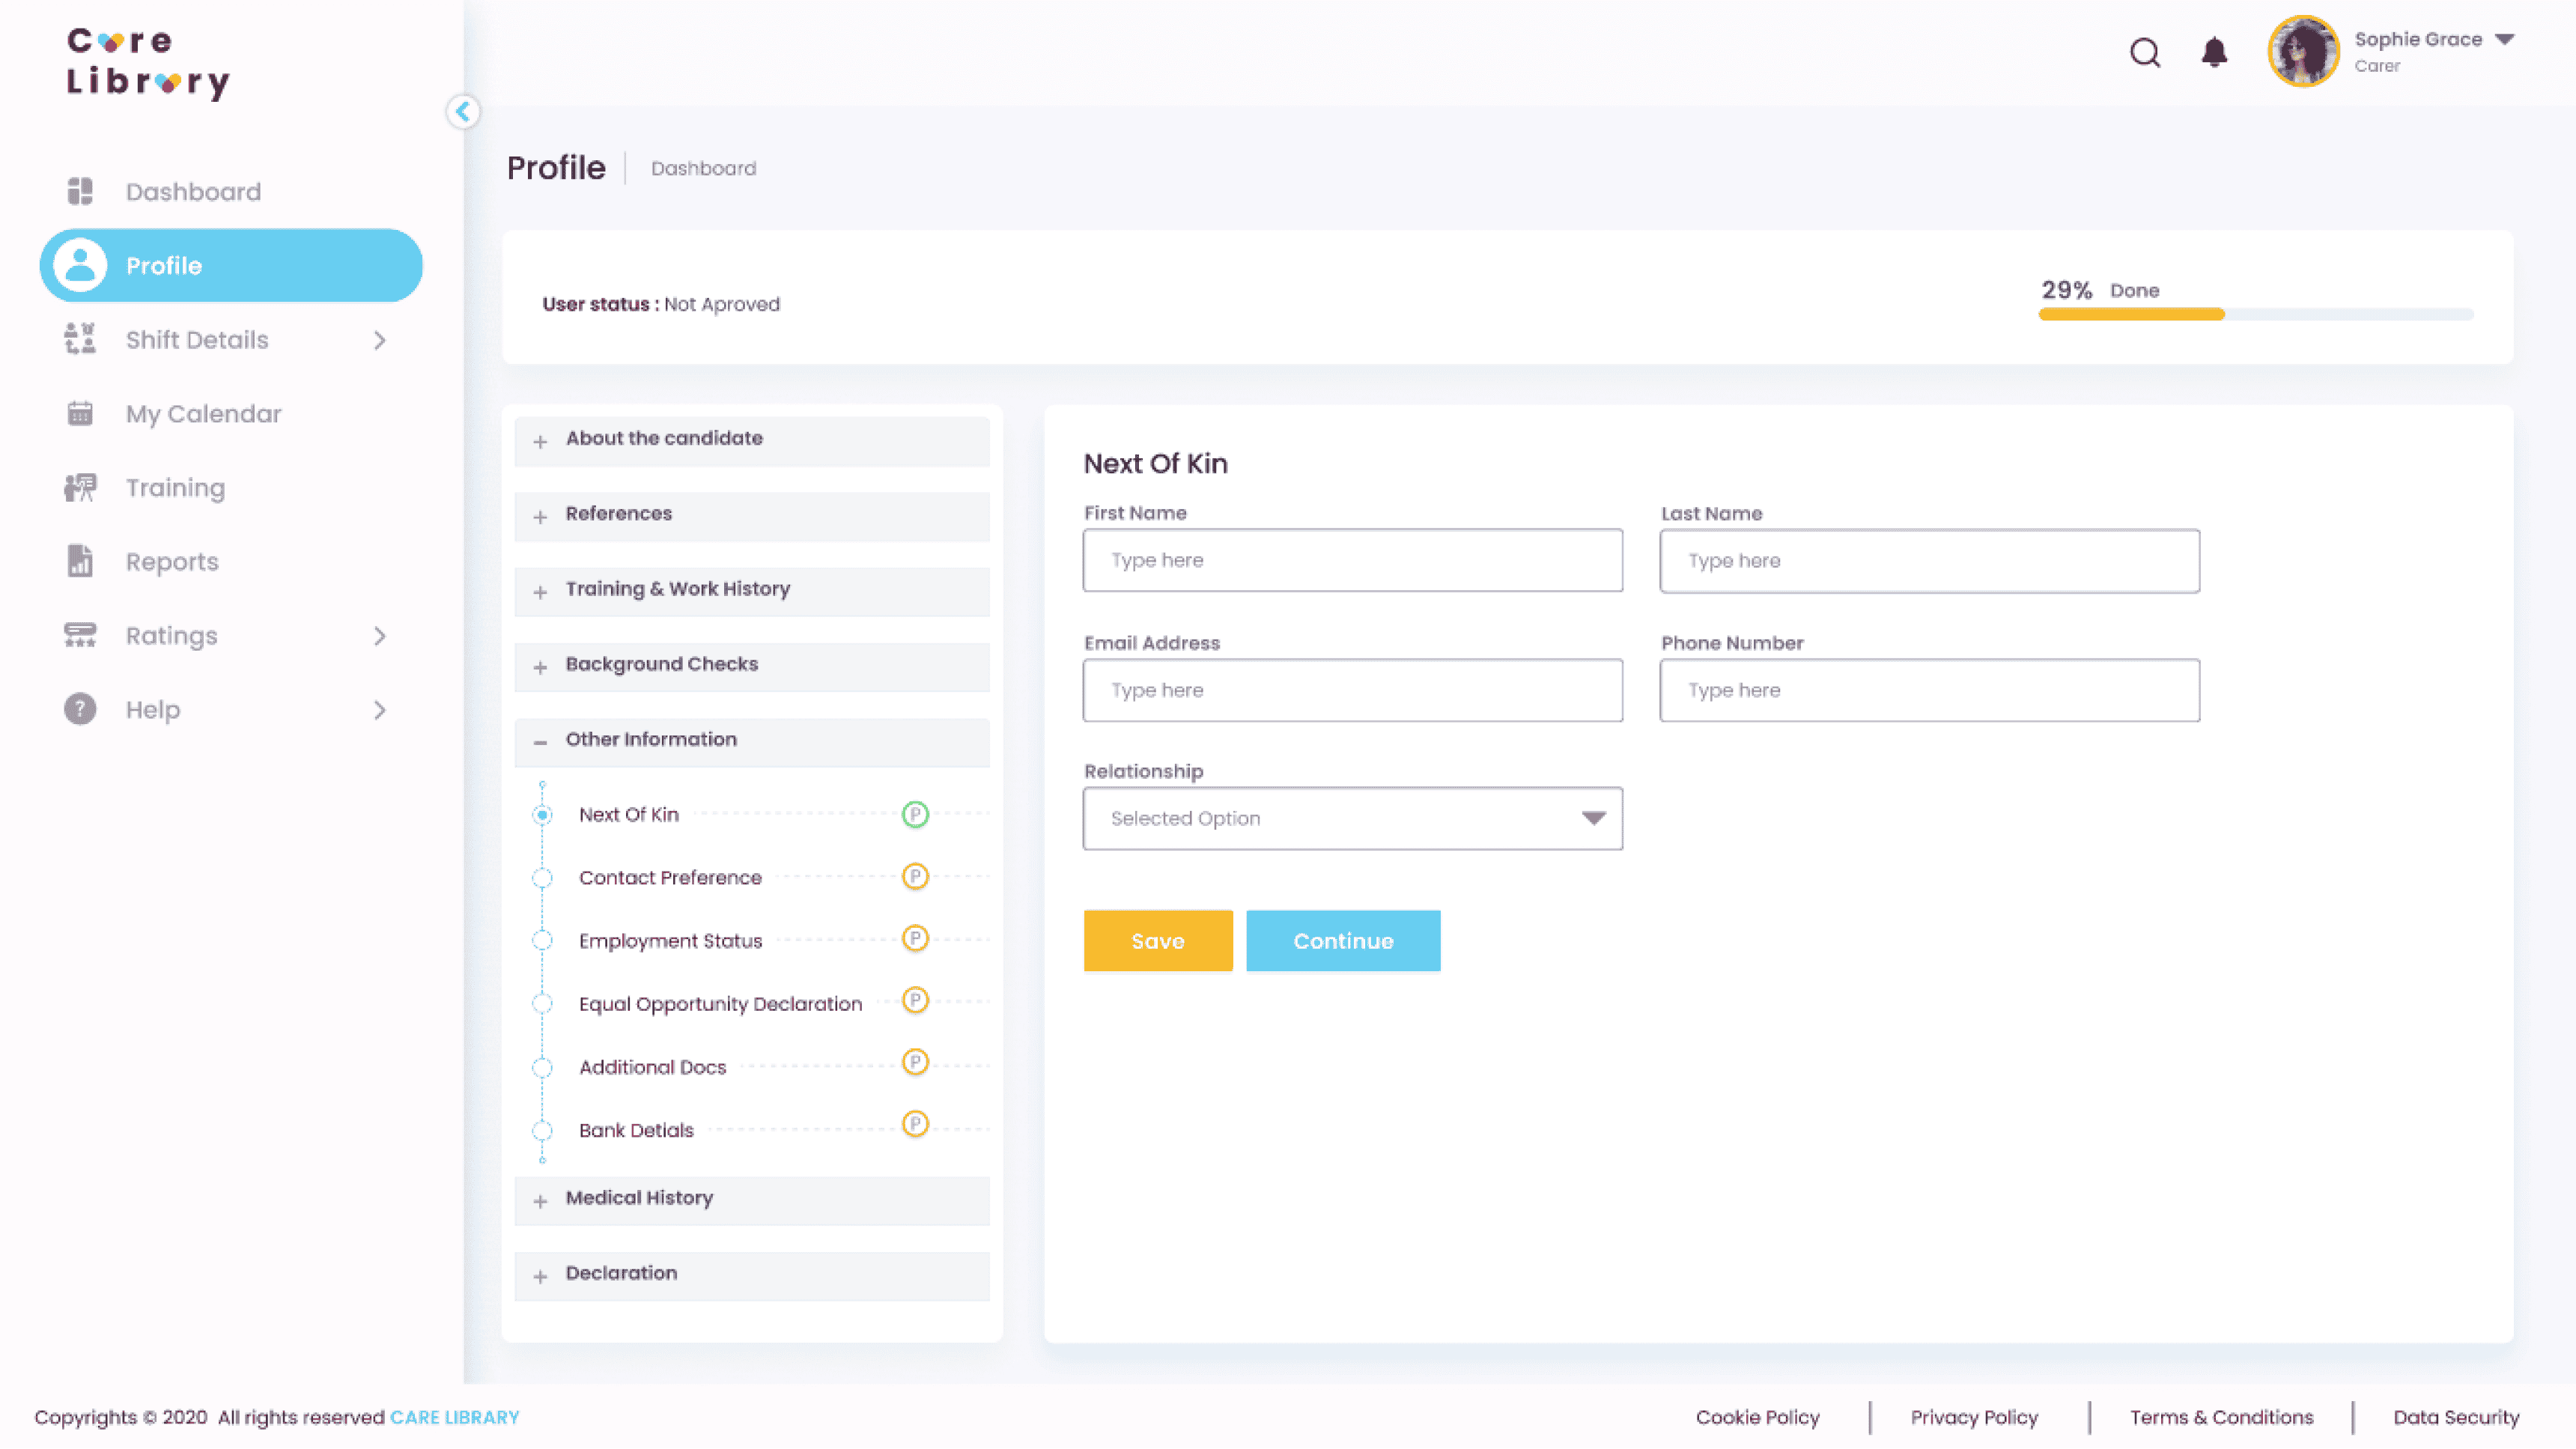 Care
Library
Sophie Grace
Carer
Dashboard
Profile
Shift Details
My Calendar
Training
Reports
Ratings
? Help
Profile
Dashboard
User status : Not Aproved
29% Done
+ About the candidate
+ References
+ Training & Work History
+ Background Checks
– Other Information
Next Of Kin P
Contact Preference P
Employment Status P
Equal Opportunity Declaration P
Additional Docs P
Bank Detials P
+ Medical History
+ Declaration
Next Of Kin
First Name
Type here
Last Name
Type here
Email Address
Type here
Phone Number
Type here
Relationship
Selected Option
Save
Continue
Copyrights © 2020 All rights reserved CARE LIBRARY
Cookie Policy
Privacy Policy
Terms & Conditions
Data Security